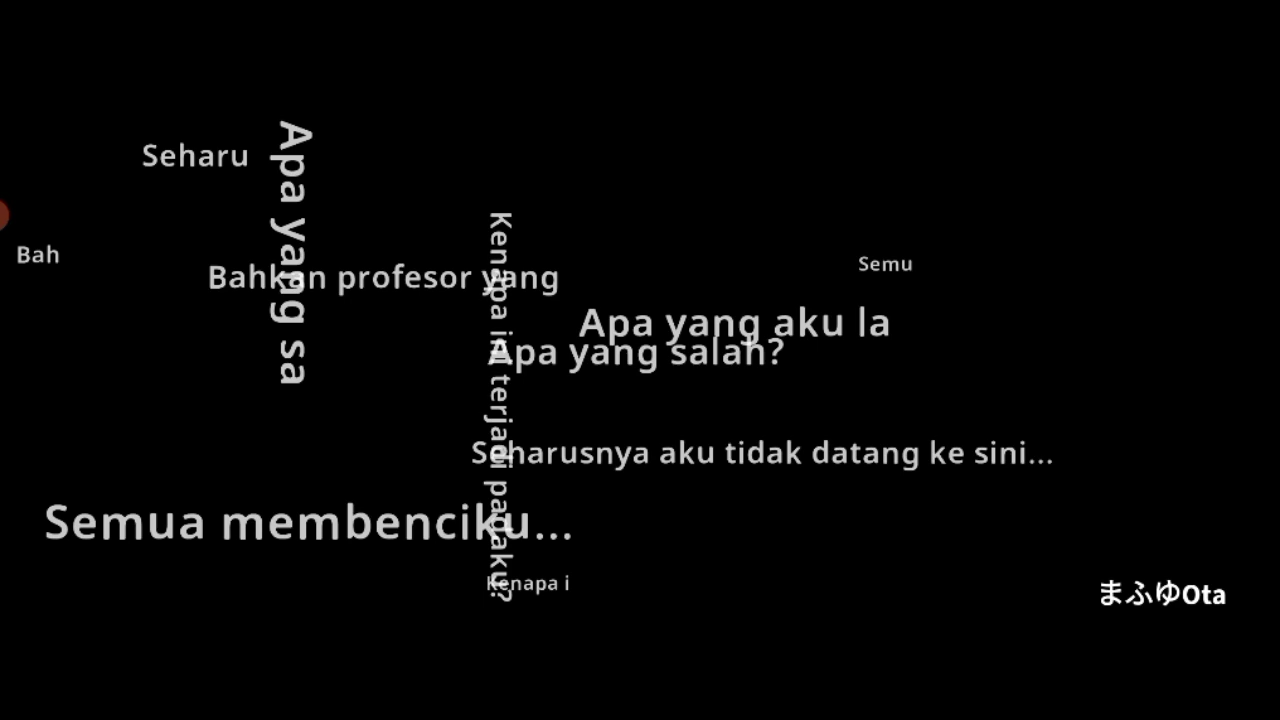 Seharu
Apa yang sa
Bah
Bahkan profesor yang
Kenapa ini terjadi padaku?
Semu
Apa yang aku la
Apa yang salah?
Seharusnya aku tidak datang ke sini...
Semua membenciku...
Kenapa i
まふゆOta